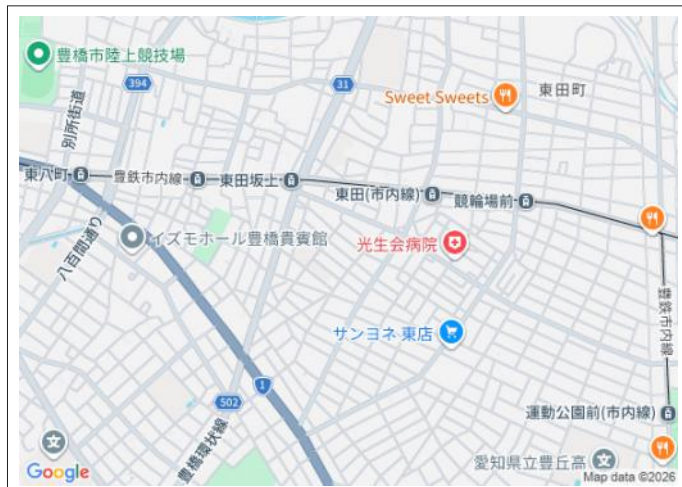 豊橋市陸上競技場
394
31
Sweet Sweets
東田町
別所街道
東八町
豊鉄市内線
東田坂上
東田(市内線)
競輪場前
八百間通り
イズモホール豊橋貴賓館
光生会病院
サンヨネ 東店
豊鉄市内線
1
502
豊橋環状線
運動公園前(市内線)
愛知県立豊丘高
Google
Map data ©2026